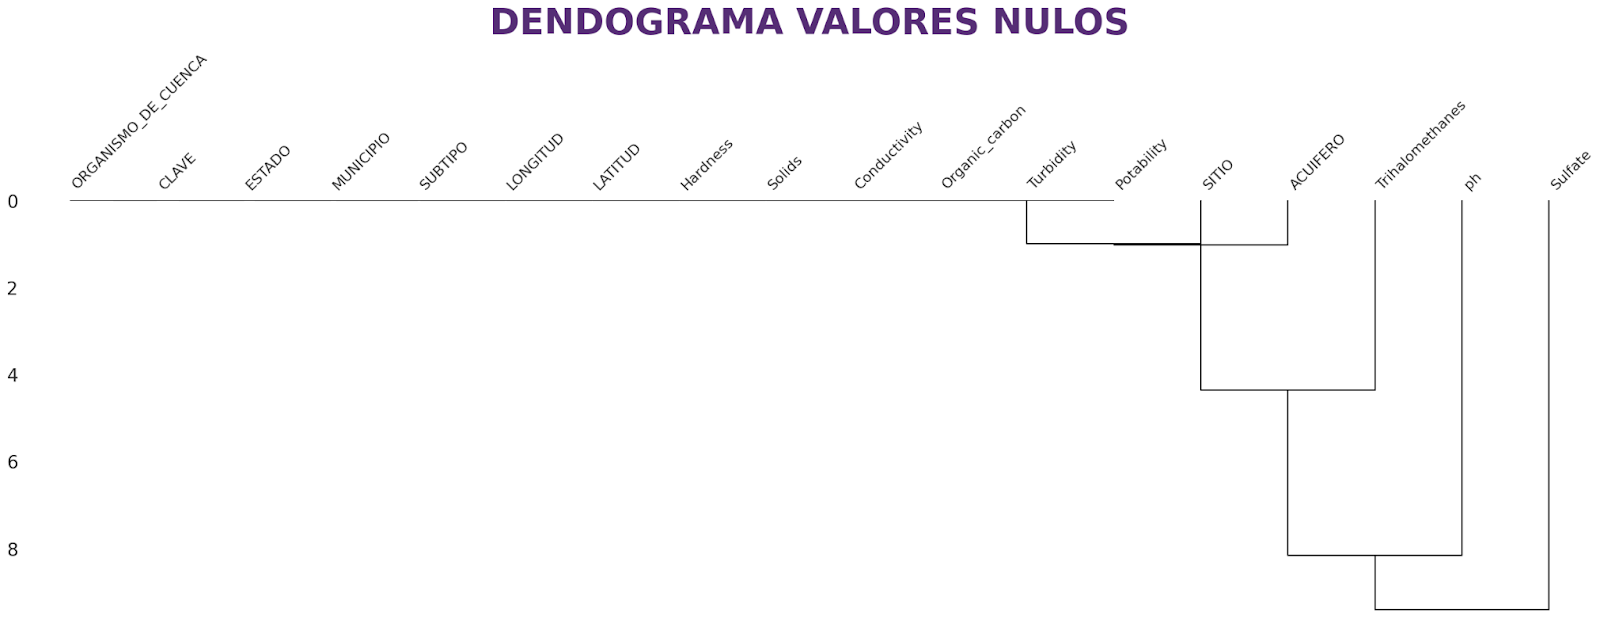 DENDOGRAMA VALORES NULOS
ORGANISMO_DE_CUENCA
CLAVE
ESTADO
MUNICIPIO
SUBTIPO
LONGITUD
LATITUD
Hardness
Solids
Conductivity
Organic_carbon
Turbidity
Potability
SITIO
ACUIFERO
Trihalomethanes
ph
Sulfate
0
2
4
6
8